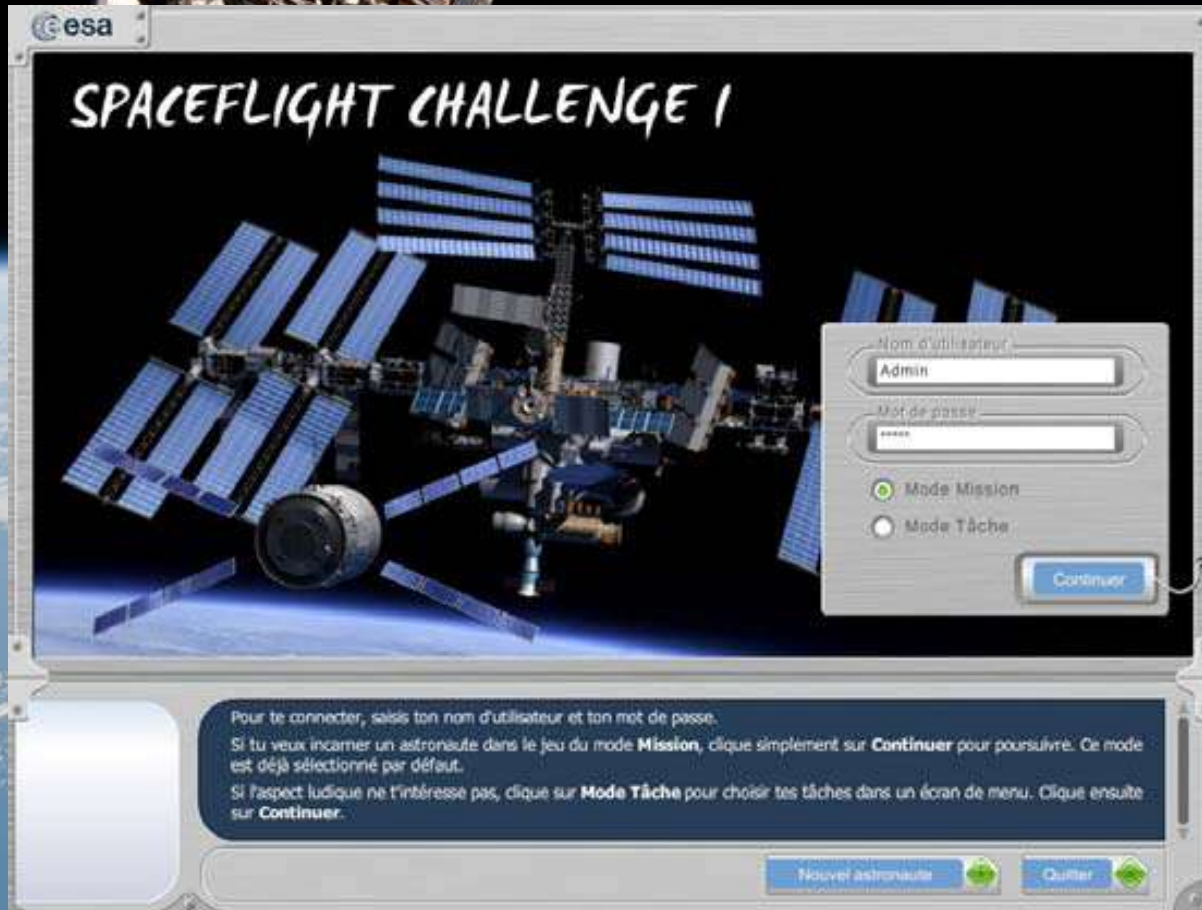 esa
SPACEFLIGHT CHALLENGE I
Nom d'utilisateur
Admin
Mot de passe
*****
Mode Mission
Mode Tâche
Continuer
Pour te connecter, saisis ton nom d'utilisateur et ton mot de passe.
Si tu veux incarner un astronaute dans le jeu du mode Mission, clique simplement sur Continuer pour poursuivre. Ce mode
est déjà sélectionné par défaut.
Si l'aspect ludique ne t'intéresse pas, clique sur Mode Tâche pour choisir tes tâches dans un écran de menu. Clique ensuite
sur Continuer.
Nouvel astronaute
Quitter